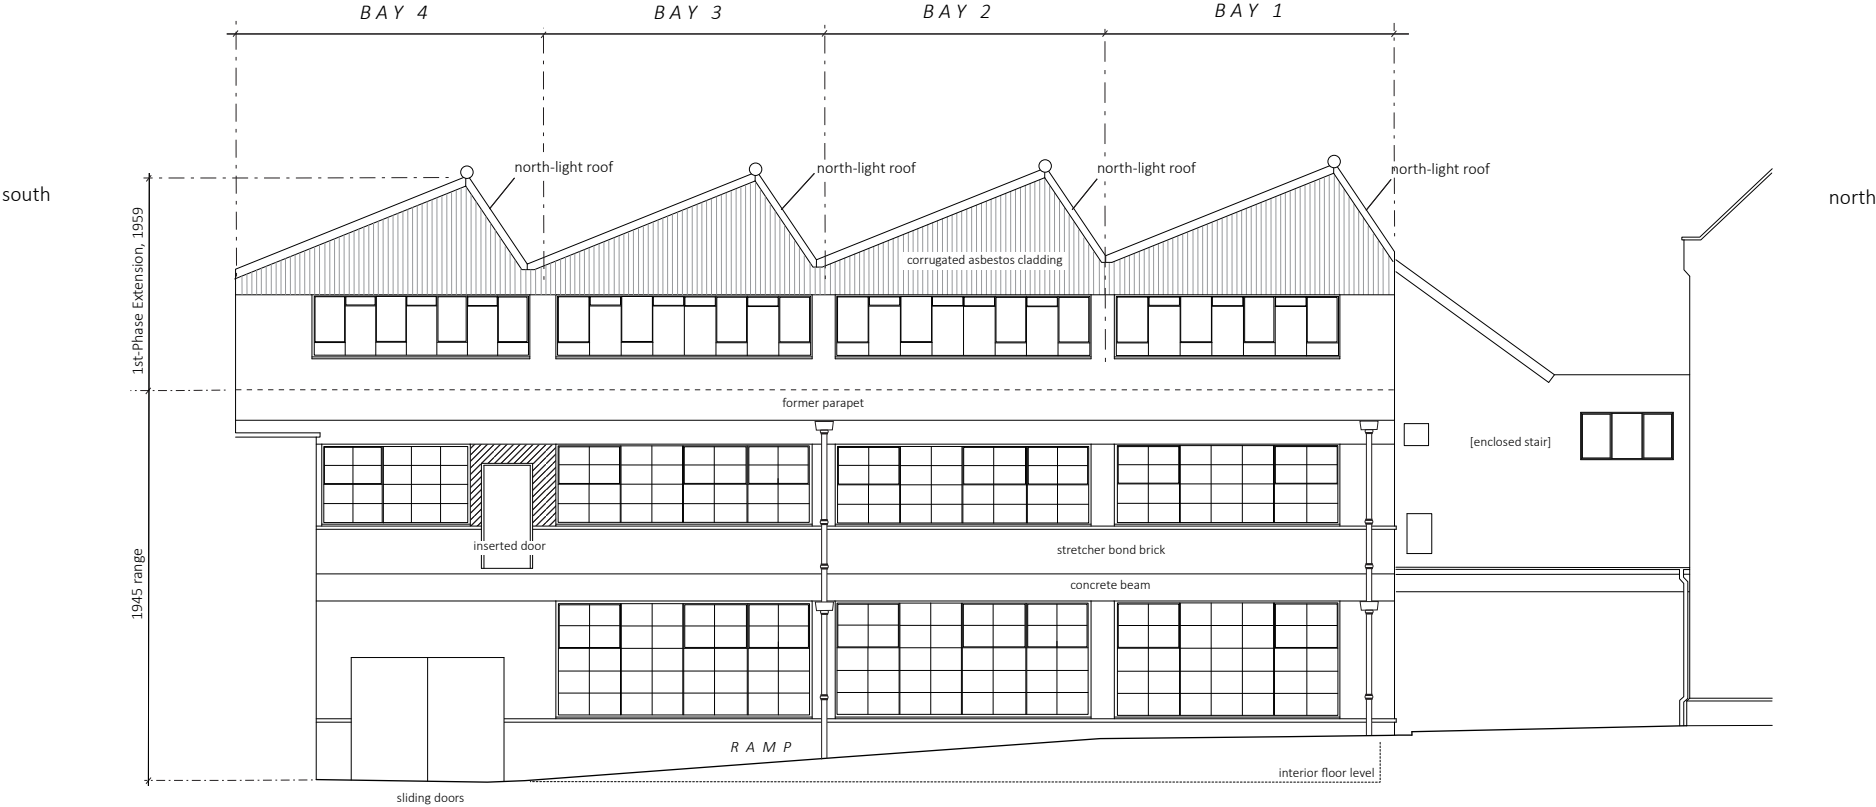 BAY 4
BAY 3
BAY 2
BAY 1
north-light roof
north-light roof
north-light roof
north-light roof
south
north
1st-Phase Extension, 1959
corrugated asbestos cladding
former parapet
[enclosed stair]
inserted door
stretcher bond brick
1945 range
concrete beam
RAMP
interior floor level
sliding doors